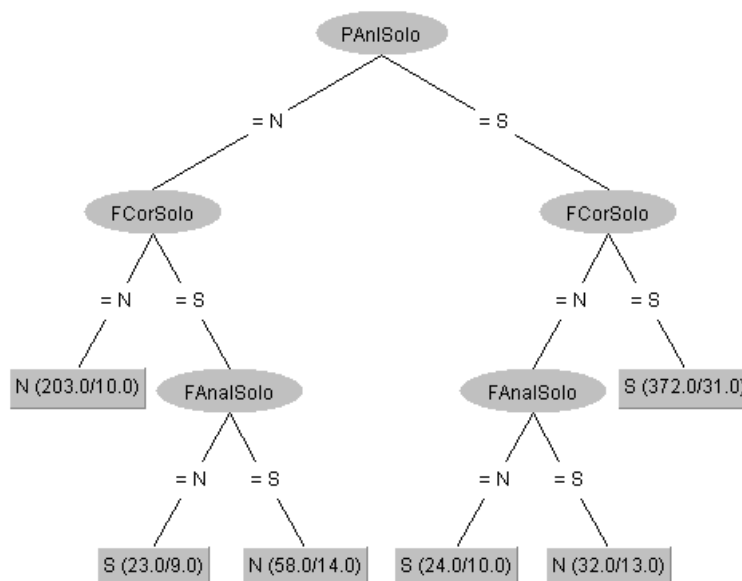 PAnlSolo
= N
= S
FCorSolo
FCorSolo
= N
= S
= N
= S
N (203.0/10.0)
FAnalSolo
FAnalSolo
S (372.0/31.0)
= N
= S
= N
= S
S (23.0/9.0)
N (58.0/14.0)
S (24.0/10.0)
N (32.0/13.0)